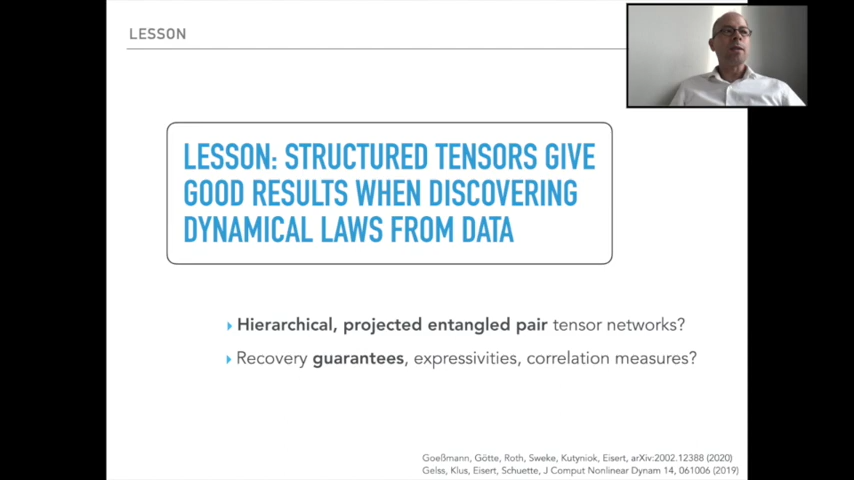 LESSON
LESSON: STRUCTURED TENSORS GIVE
GOOD RESULTS WHEN DISCOVERING
DYNAMICAL LAWS FROM DATA
Hierarchical, projected entangled pair tensor networks?
Recovery guarantees, expressivities, correlation measures?
Goeßmann, Götte, Roth, Sweke, Kutyniok, Eisert, arXiv:2002.12388 (2020)
Gelss, Klus, Eisert, Schuette, J Comput Nonlinear Dynam 14, 061006 (2019)